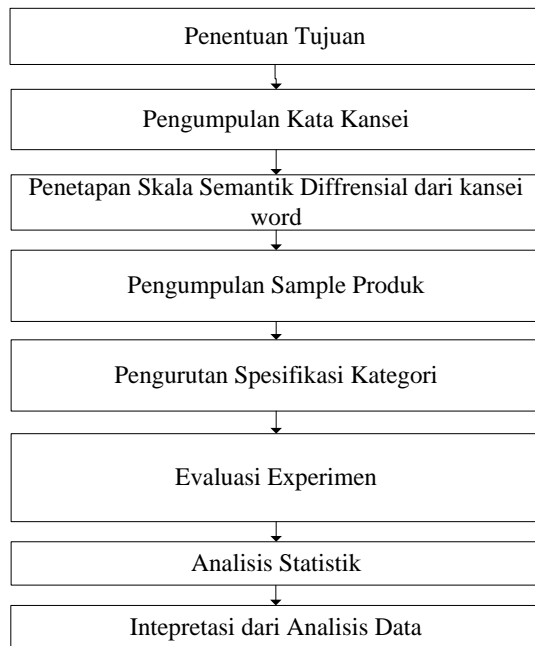 Penentuan Tujuan
Pengumpulan Kata Kansei
Penetapan Skala Semantik Diffrensial dari kansei
word
Pengumpulan Sample Produk
Pengurutan Spesifikasi Kategori
Evaluasi Experimen
Analisis Statistik
Intepretasi dari Analisis Data